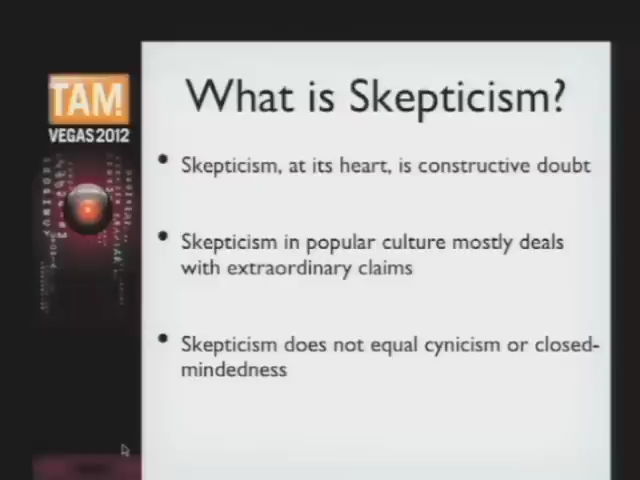 TAM!
VEGAS 2012
What is Skepticism?
• Skepticism, at its heart, is constructive doubt
• Skepticism in popular culture mostly deals
with extraordinary claims
• Skepticism does not equal cynicism or closed-
mindedness